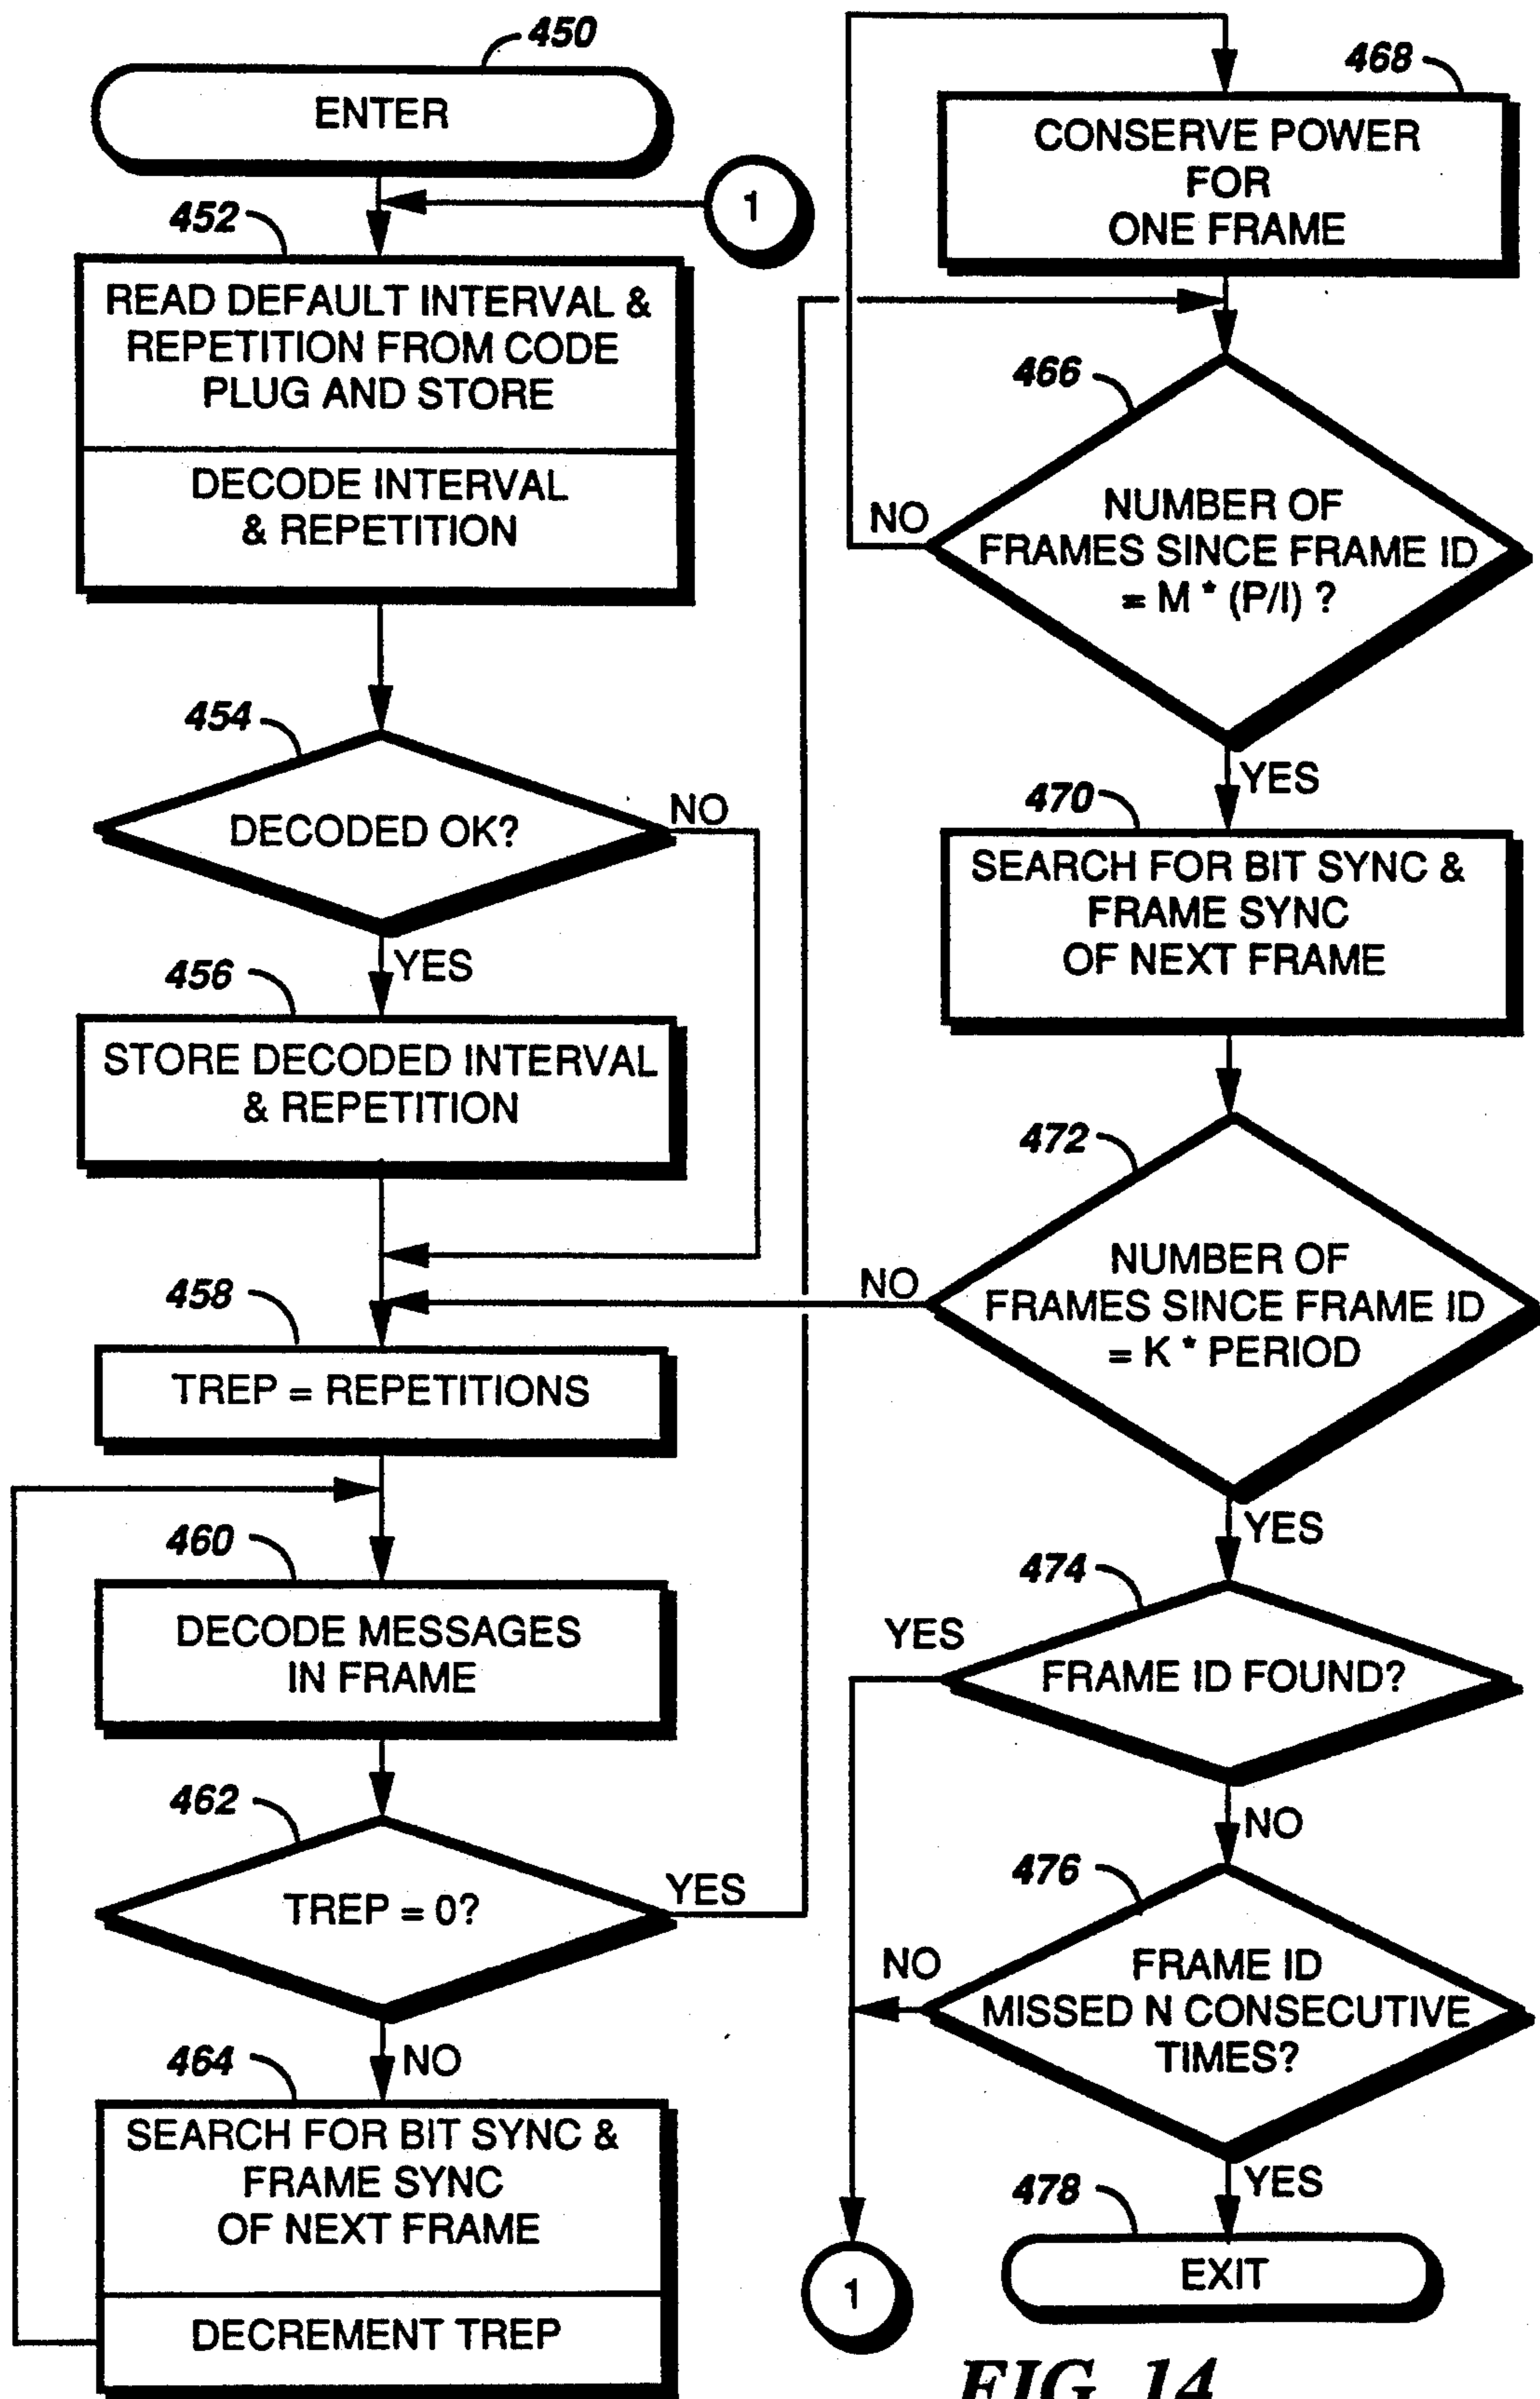 450
ENTER
1
452
READ DEFAULT INTERVAL &
REPETITION FROM CODE
PLUG AND STORE
DECODE INTERVAL
& REPETITION
454
DECODED OK?
NO
YES
456
STORE DECODED INTERVAL
& REPETITION
458
TREP = REPETITIONS
460
DECODE MESSAGES
IN FRAME
462
TREP = 0?
YES
NO
464
SEARCH FOR BIT SYNC &
FRAME SYNC
OF NEXT FRAME
DECREMENT TREP
468
CONSERVE POWER
FOR
ONE FRAME
466
NO
NUMBER OF
FRAMES SINCE FRAME ID
= M * (P/I) ?
YES
470
SEARCH FOR BIT SYNC &
FRAME SYNC
OF NEXT FRAME
472
NO
NUMBER OF
FRAMES SINCE FRAME ID
= K * PERIOD
YES
474
YES
FRAME ID FOUND?
NO
476
NO
FRAME ID
MISSED N CONSECUTIVE
TIMES?
YES
478
EXIT
1
FIG. 14